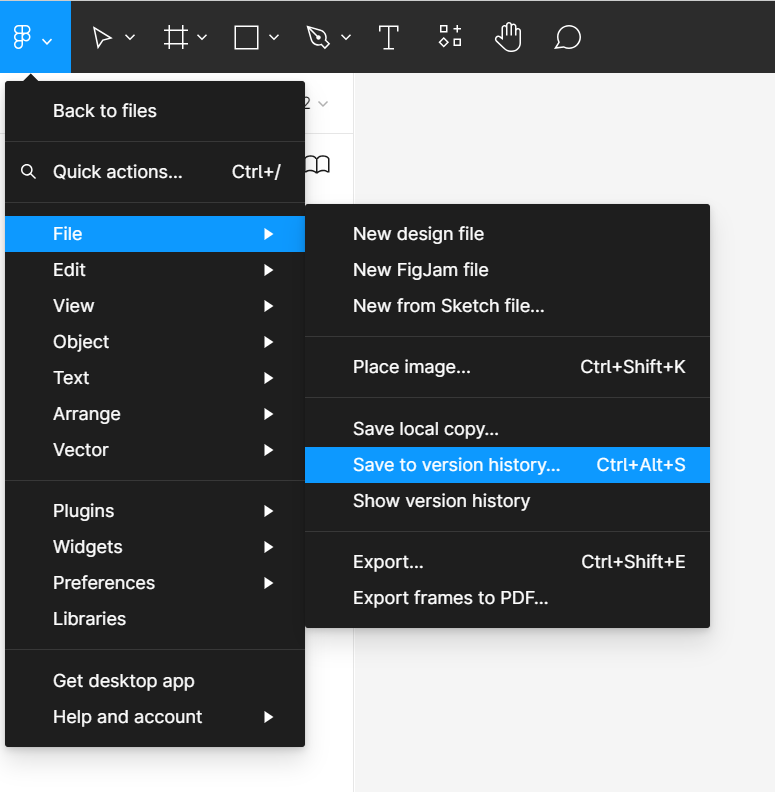 2
Back to files
Quick actions... Ctrl+/
File
Edit
View
Object
Text
Arrange
Vector
Plugins
Widgets
Preferences
Libraries
Get desktop app
Help and account
New design file
New FigJam file
New from Sketch file...
Place image... Ctrl+Shift+K
Save local copy...
Save to version history... Ctrl+Alt+S
Show version history
Export... Ctrl+Shift+E
Export frames to PDF...